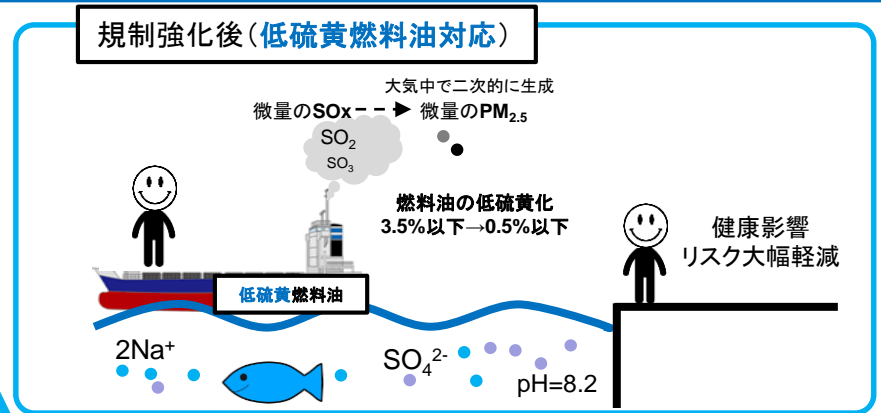 規制強化後（低硫黄燃料油対応）
大気中で二次的に生成
微量のSOx 微量のPM2.5
SO2
SO3
燃料油の低硫黄化
3.5%以下→0.5%以下
健康影響
リスク大幅軽減
低硫黄燃料油
2Na⁺
SO₄²⁻
pH=8.2